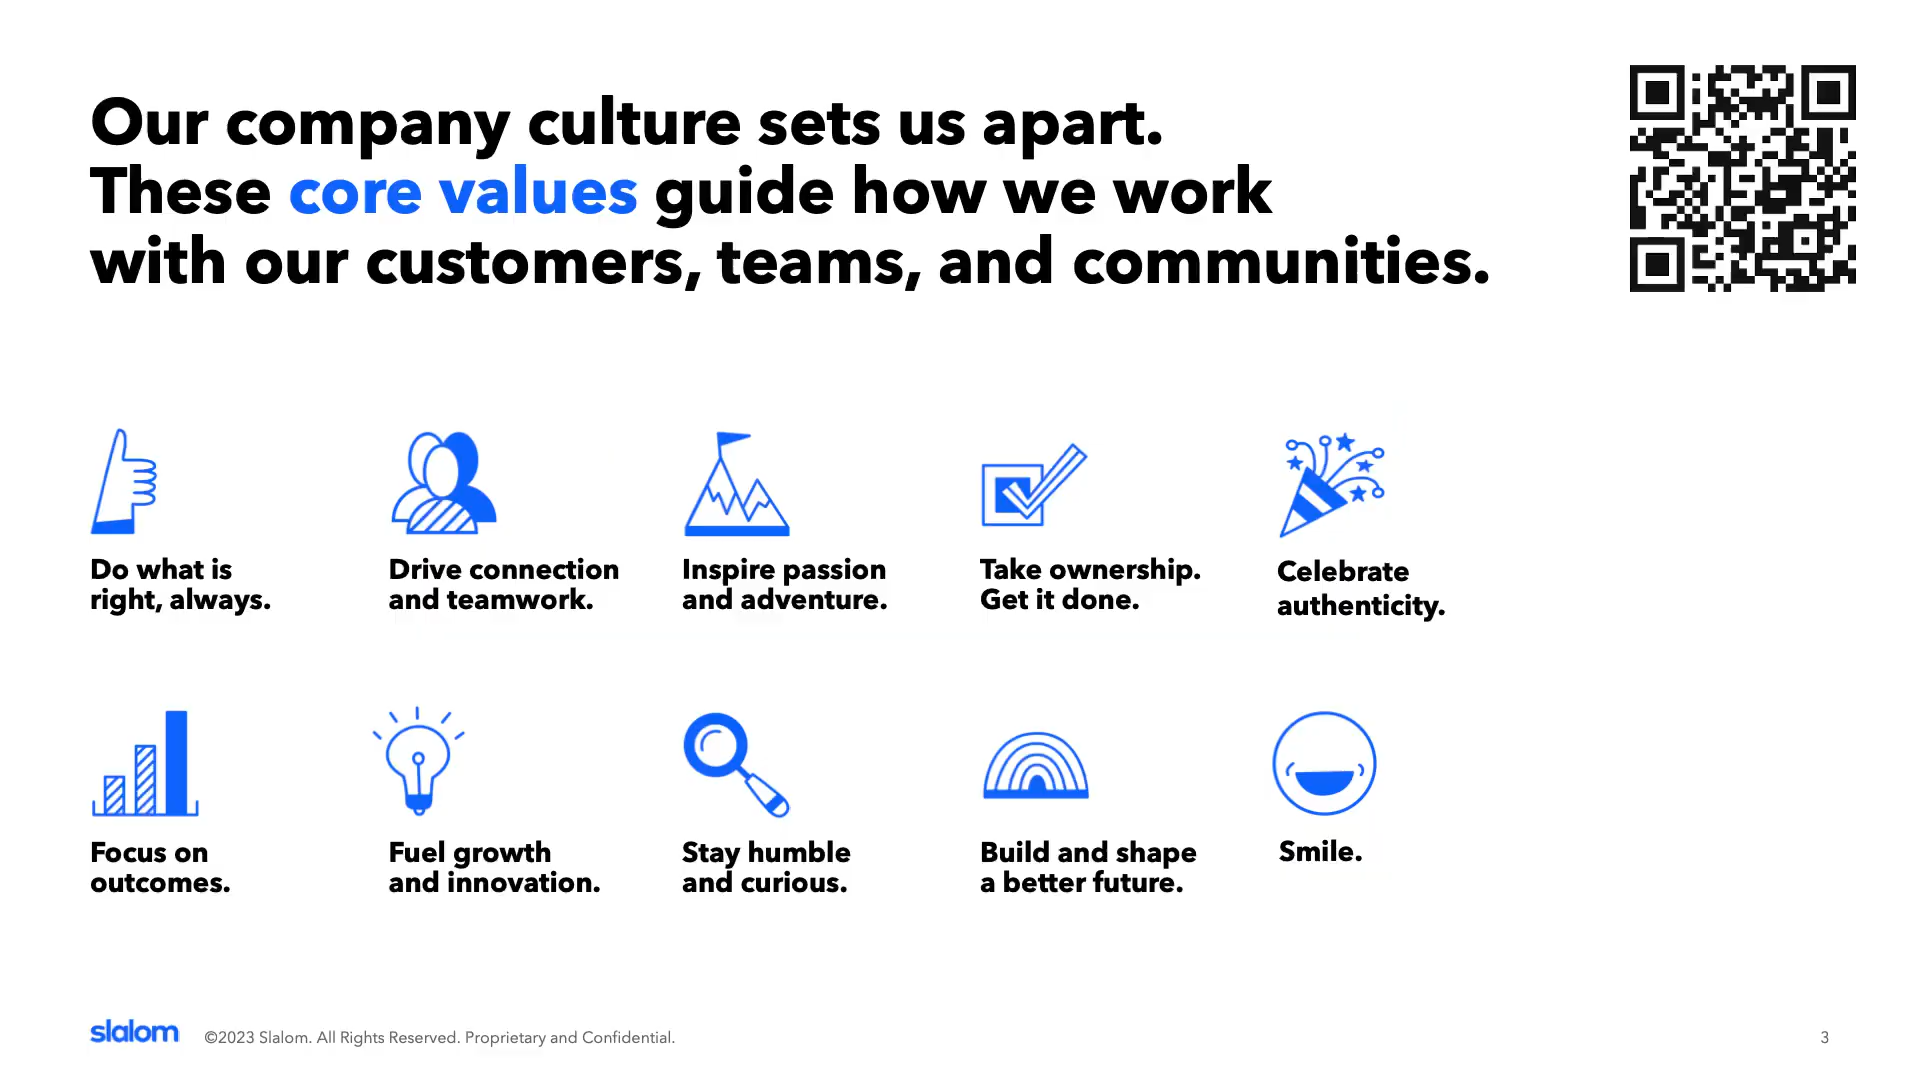 Our company culture sets us apart.
These core values guide how we work
with our customers, teams, and communities.
Do what is
right, always.
Drive connection
and teamwork.
Inspire passion
and adventure.
Take ownership.
Get it done.
Celebrate
authenticity.
Focus on
outcomes.
Fuel growth
and innovation.
Stay humble
and curious.
Build and shape
a better future.
Smile.
slalom
©2023 Slalom. All Rights Reserved. Proprietary and Confidential.
3